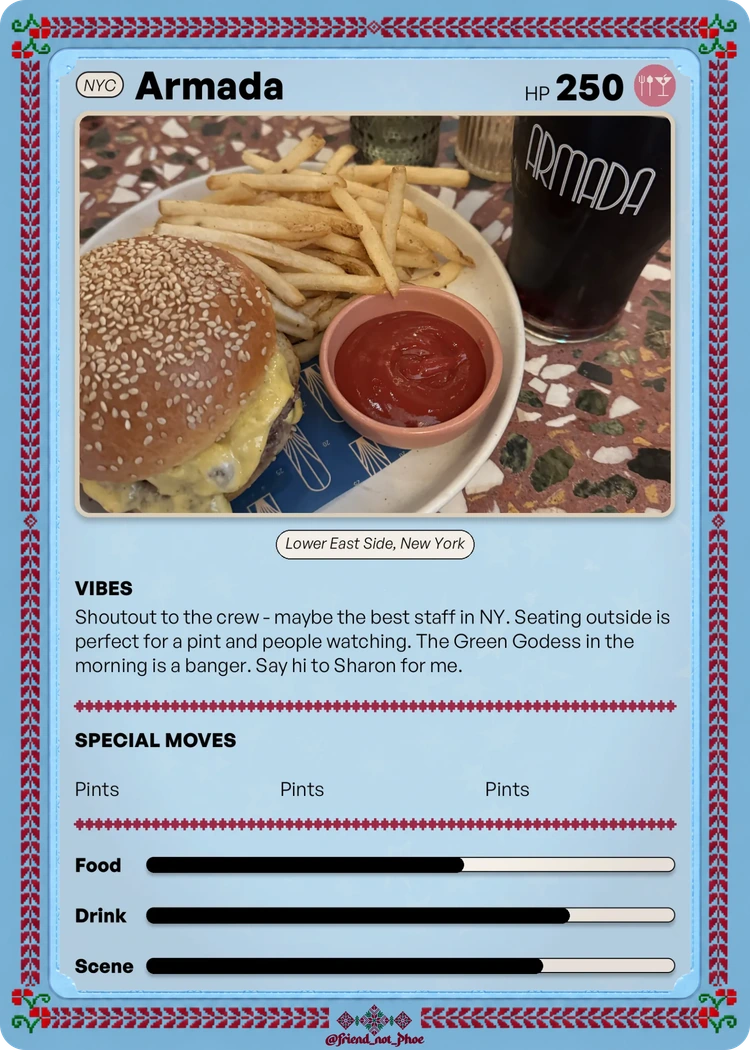 NYC Armada HP 250
ARMADA
Lower East Side, New York
VIBES
Shoutout to the crew - maybe the best staff in NY. Seating outside is
perfect for a pint and people watching. The Green Godess in the
morning is a banger. Say hi to Sharon for me.
SPECIAL MOVES
Pints Pints Pints
Food
Drink
Scene
@friend_not_phoe